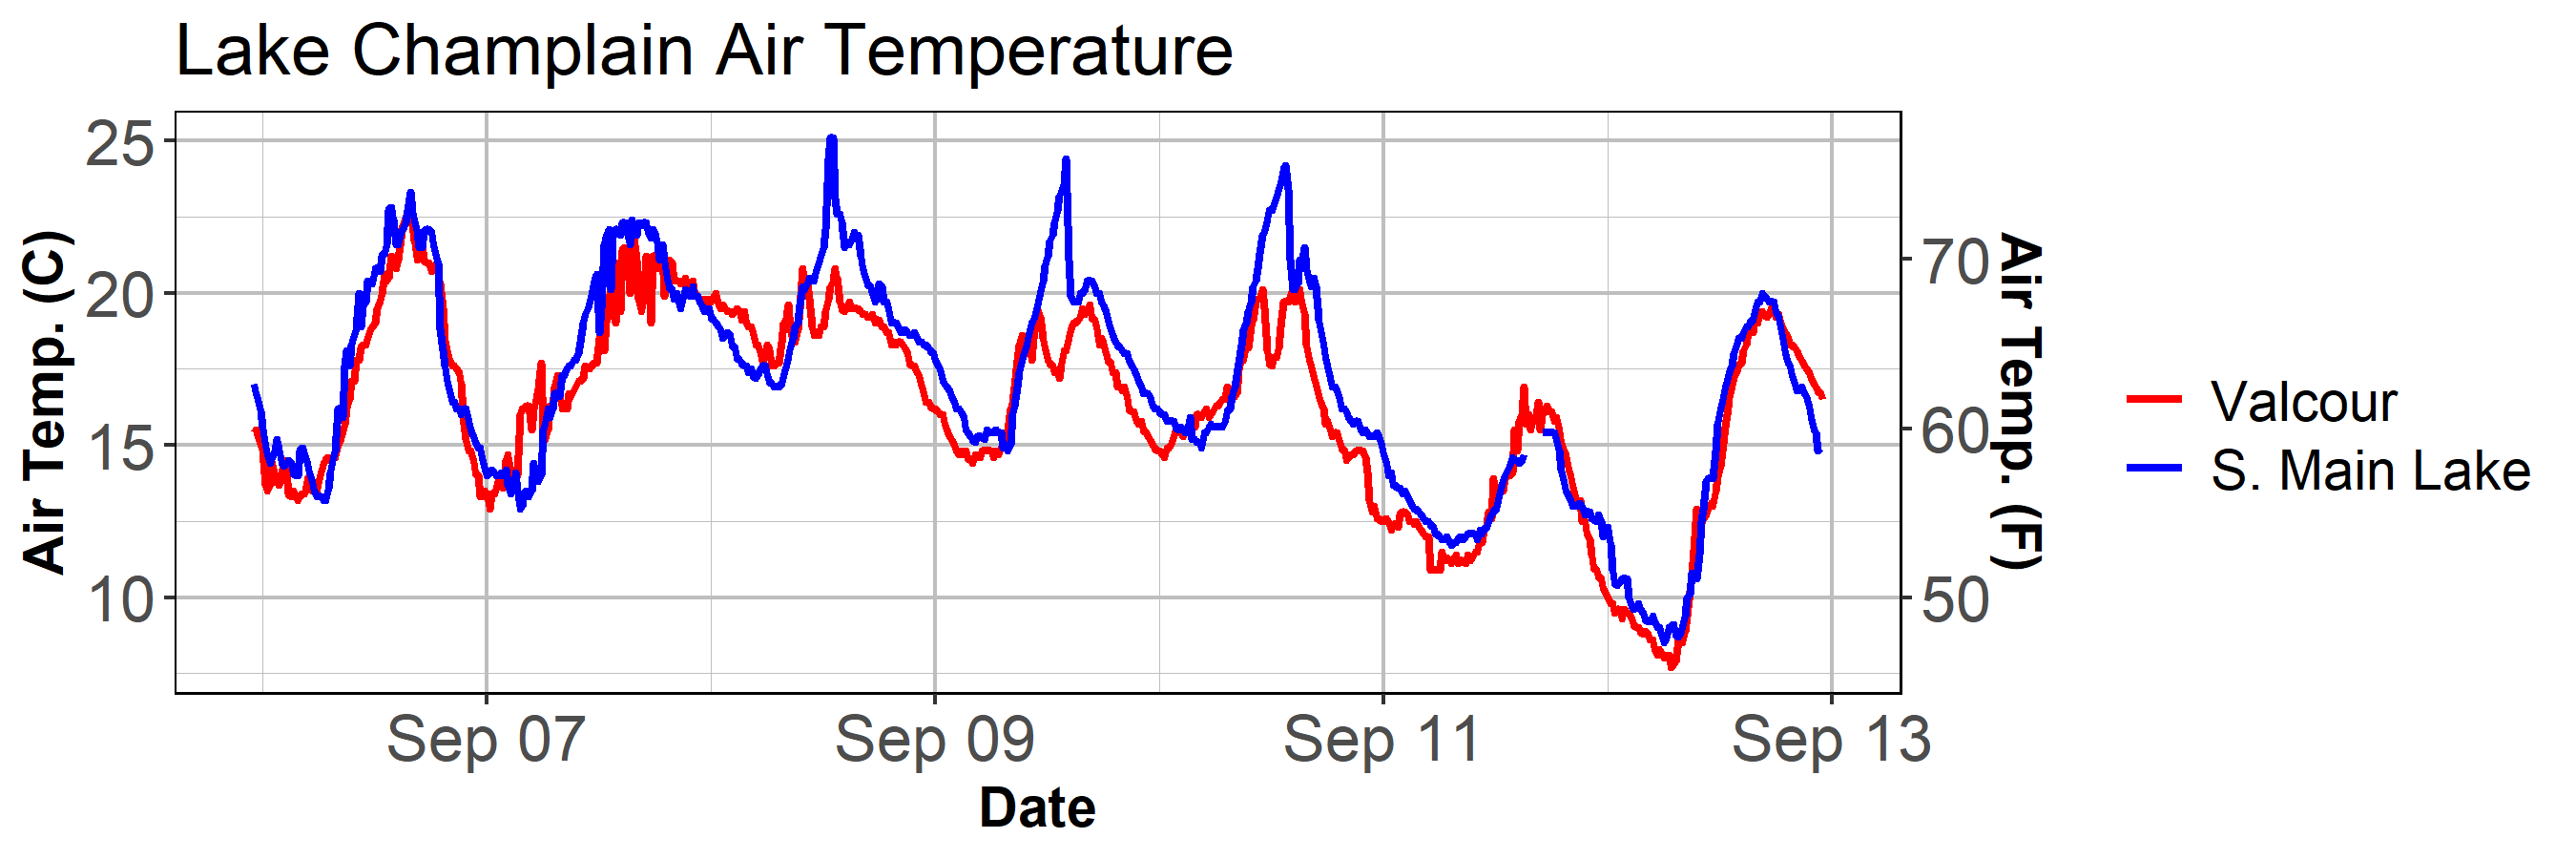 Lake Champlain Air Temperature
25
20
15
10
Air Temp. (C)
70
60
50
Air Temp. (F)
Sep 07
Sep 09
Sep 11
Sep 13
Date
Valcour
S. Main Lake